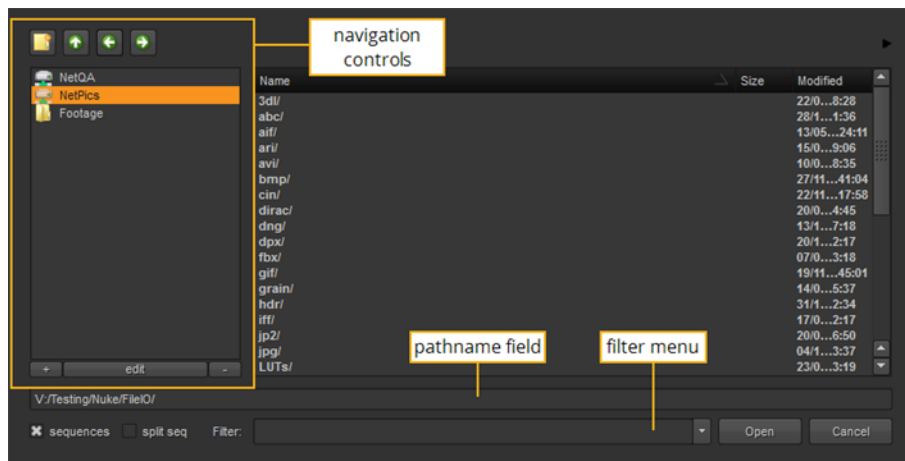 navigation
controls
NetQA
NetPics
Footage
+ edit -
Name Size Modified
3dl/ 22/0...8:28
abc/ 28/1...1:36
aif/ 13/05...24:11
ari/ 15/0...9:06
avi/ 10/0...8:35
bmp/ 27/11...41:04
cin/ 22/11...17:58
dirac/ 20/0...4:45
dng/ 13/1...7:18
dpx/ 20/1...2:17
fbx/ 07/0...3:18
gif/ 19/11...45:01
grain/ 14/0...5:37
hdr/ 31/1...2:34
iff/ 17/0...2:17
jp2/ 20/0...6:50
jpg/ 04/1...3:37
LUTs/ 23/0...3:19
pathname field
filter menu
V:/Testing/Nuke/FileIO/
sequences split seq Filter: Open Cancel